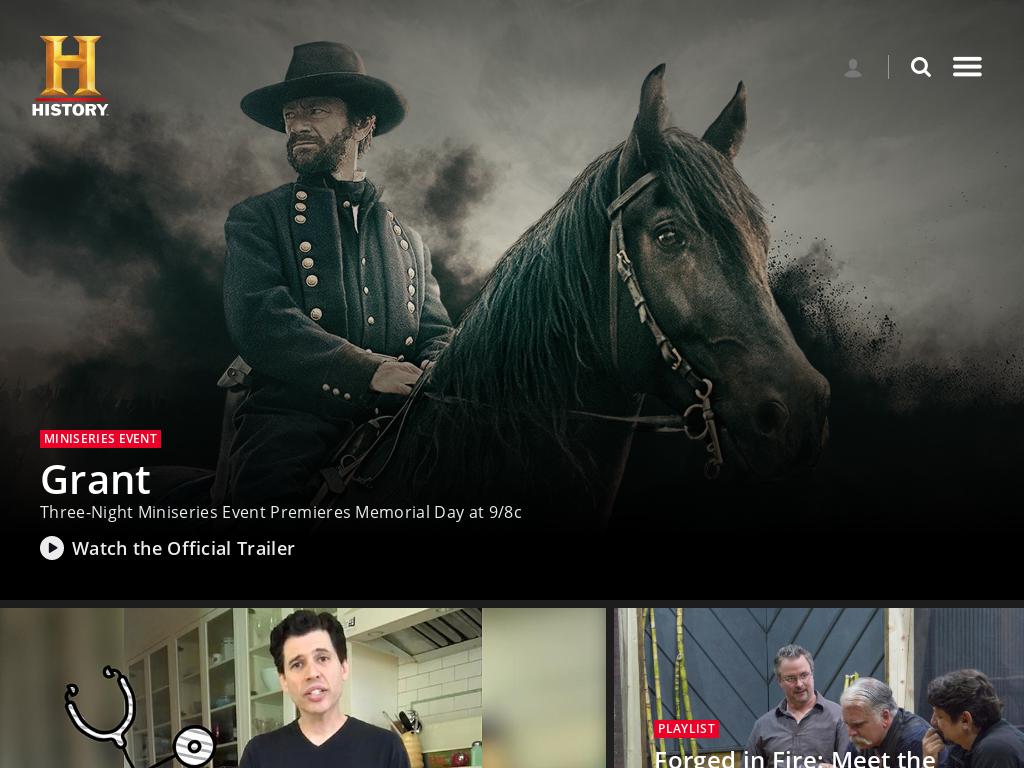 H
HISTORY
MINISERIES EVENT
Grant
Three-Night Miniseries Event Premieres Memorial Day at 9/8c
Watch the Official Trailer
PLAYLIST
Forged in Fire: Meet the